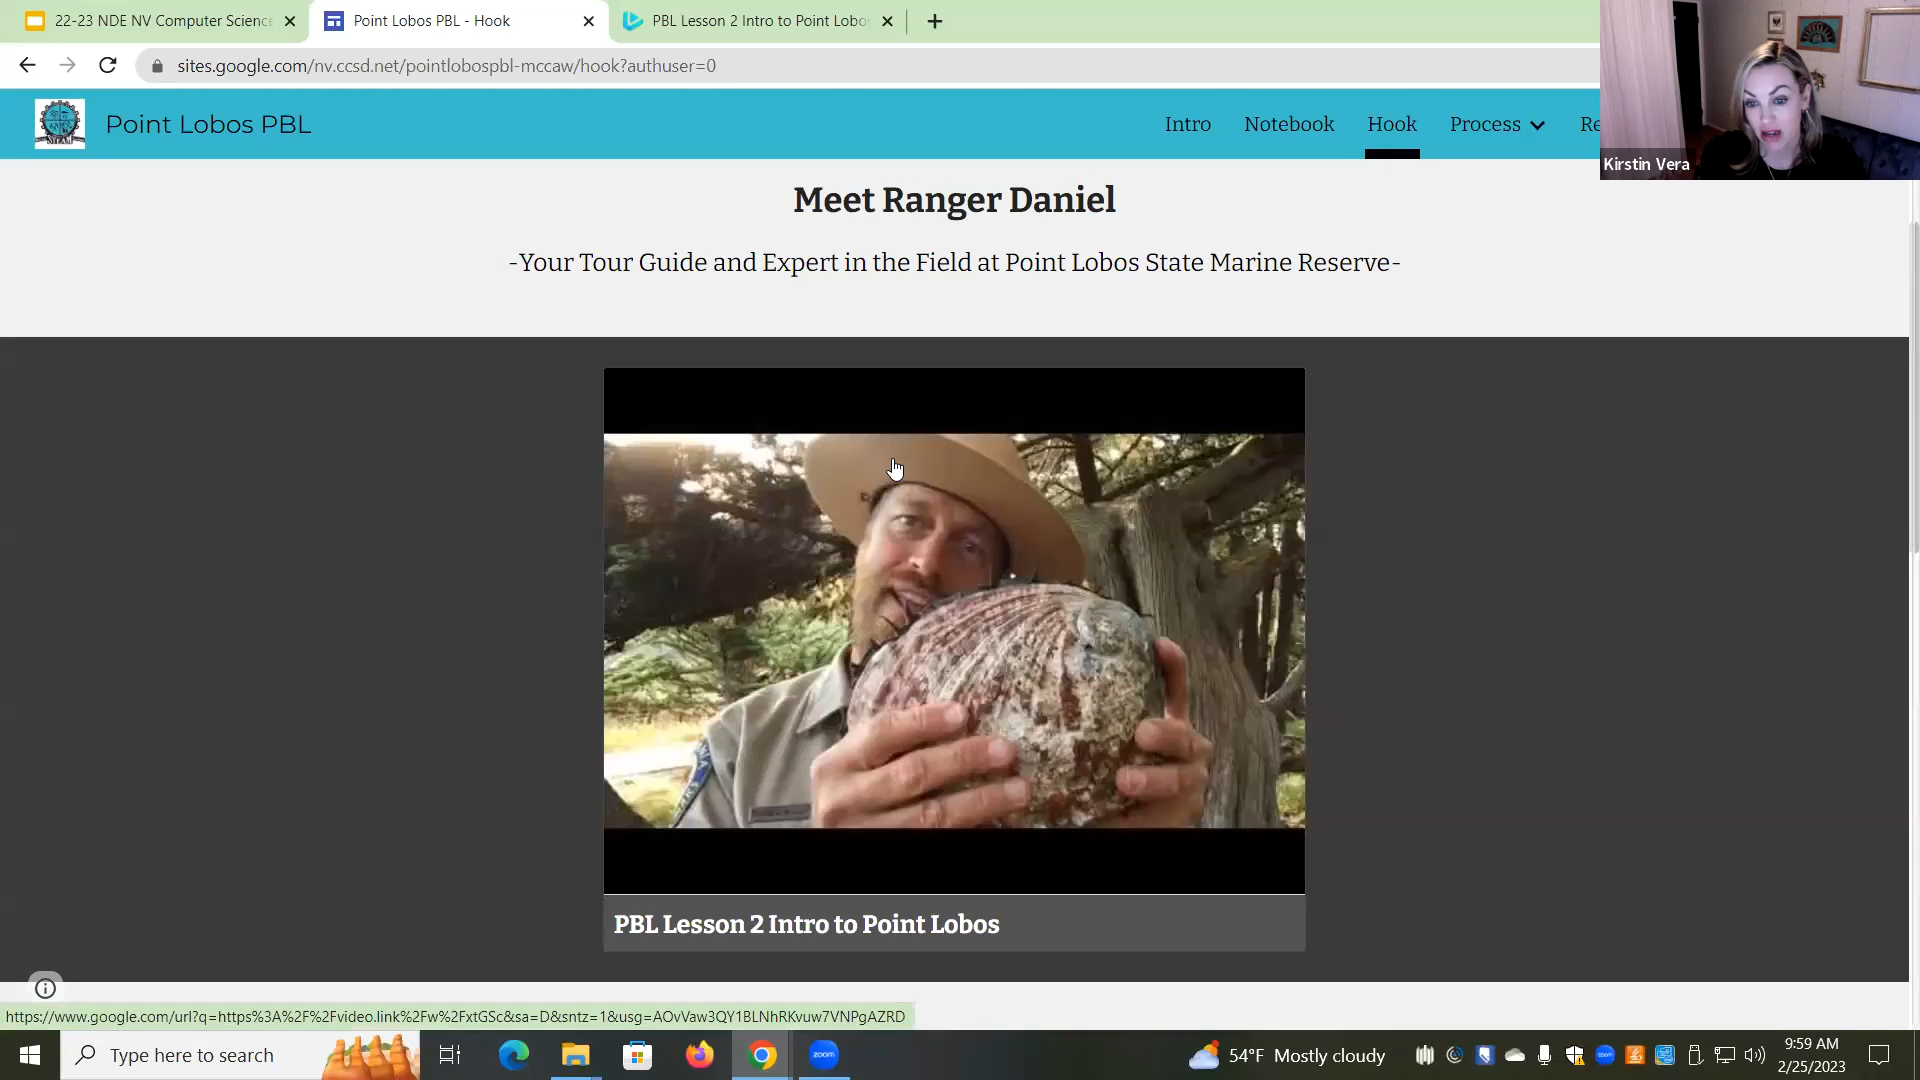 22-23 NDE NV Computer Science
Point Lobos PBL - Hook
PBL Lesson 2 Intro to Point Lobos
sites.google.com/nv.ccsd.net/pointlobospbl-mccaw/hook?authuser=0
STEAM
Point Lobos PBL
Intro
Notebook
Hook
Process
Re
Kirstin Vera
Meet Ranger Daniel
-Your Tour Guide and Expert in the Field at Point Lobos State Marine Reserve-
PBL Lesson 2 Intro to Point Lobos
https://www.google.com/url?q=https%3A%2F%2Fvideo.link%2Fw%2FxtGSc&sa=D&sntz=1&usg=AOvVaw3QY1BLNhRKvuw7VNPgAZRD
Type here to search
zoom
54°F Mostly cloudy
9:59 AM
2/25/2023